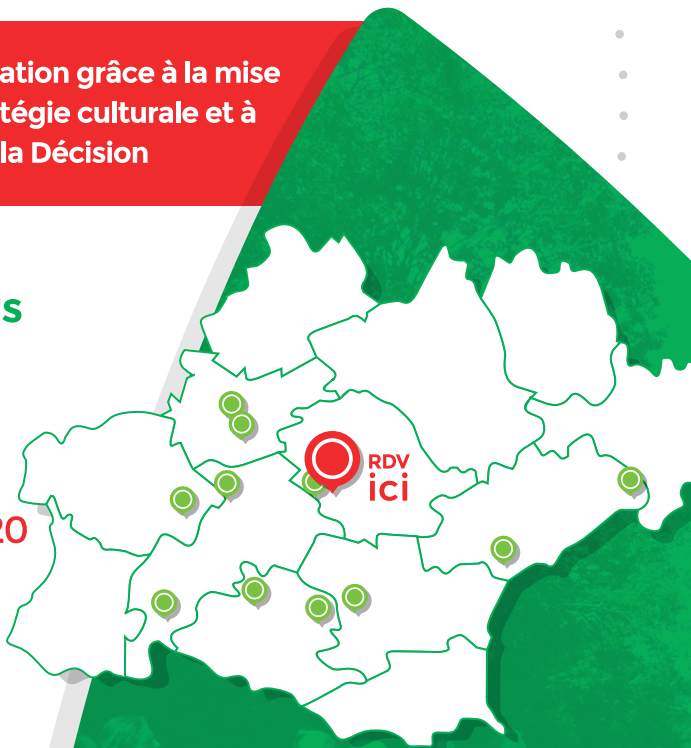 ation grâce à la mise
tégie culturale et à
la Décision
s
RDV
ici
20